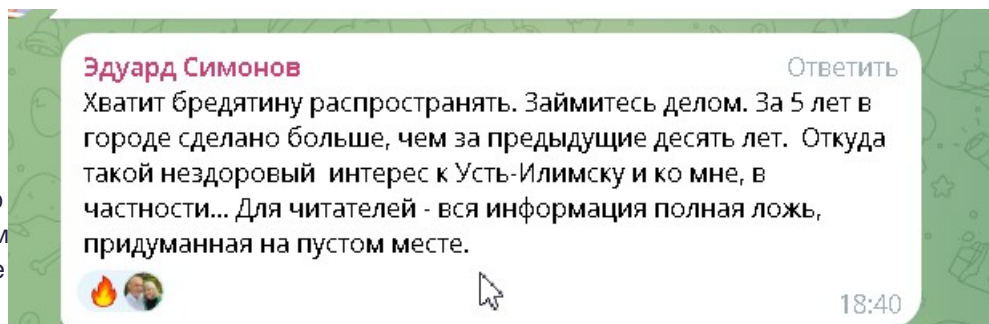 Эдуард Симонов Ответить
Хватит бредятину распространять. Займитесь делом. За 5 лет в
городе сделано больше, чем за предыдущие десять лет.  Откуда
такой нездоровый  интерес к Усть-Илимску и ко мне, в
частности... Для читателей - вся информация полная ложь,
придуманная на пустом месте.
18:40